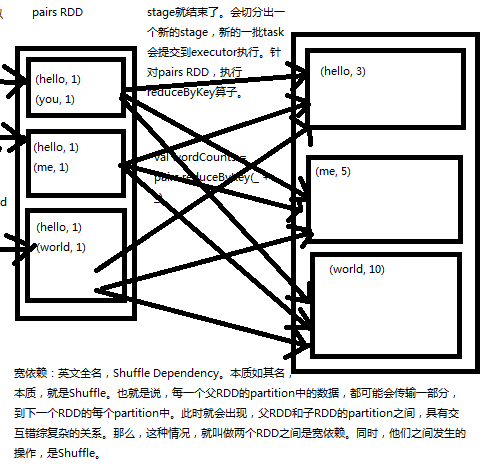 pairs RDD
stage就结束了。会切分出
一个新的stage，新的一批task
会提交到executor执行。针
对pairs RDD，执行
reduceByKey算子。
(hello, 1)
(you, 1)
(hello, 1)
(me, 1)
(hello, 1)
(world, 1)
val wordCounts =
pairs.reduceByKey(_ +
_)
(hello, 3)
(me, 5)
(world, 10)
宽依赖：英文全名，Shuffle Dependency。本质如其名，
本质，就是Shuffle。也就是说，每一个父RDD的partition中的数据，都可能会传输一部分，
到下一个RDD的每个partition中。此时就会出现，父RDD和子RDD的partition之间，具有交
互错综复杂的关系。那么，这种情况，就叫做两个RDD之间是宽依赖。同时，他们之间发生的
操作，是Shuffle。